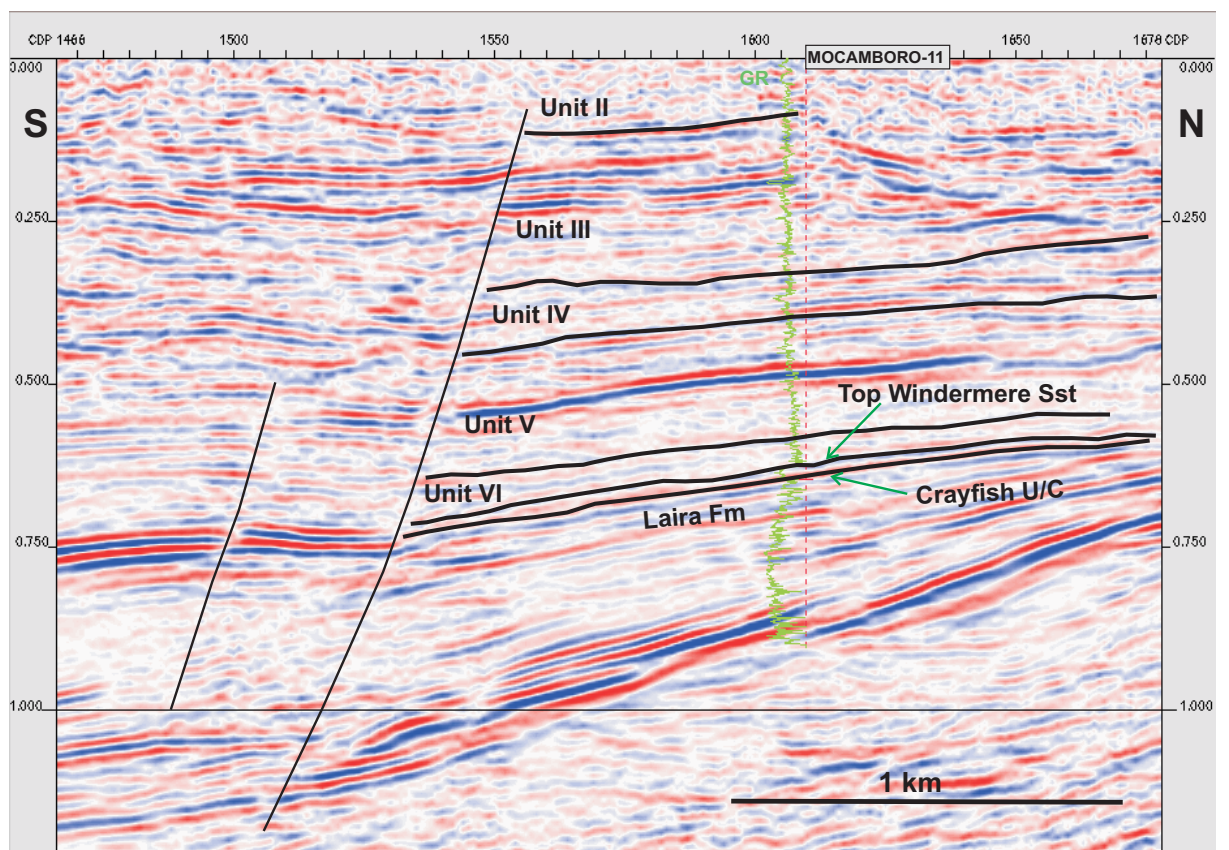 CDP 1466 1500 1550 1600 1650 1678 CDP
MOCAMBORO-11
0.000 0.000
GR
S N
Unit II
0.250 0.250
Unit III
Unit IV
0.500 0.500
Top Windermere Sst
Unit V
Unit VI
Crayfish U/C
Laira Fm
0.750 0.750
1.000 1.000
1 km